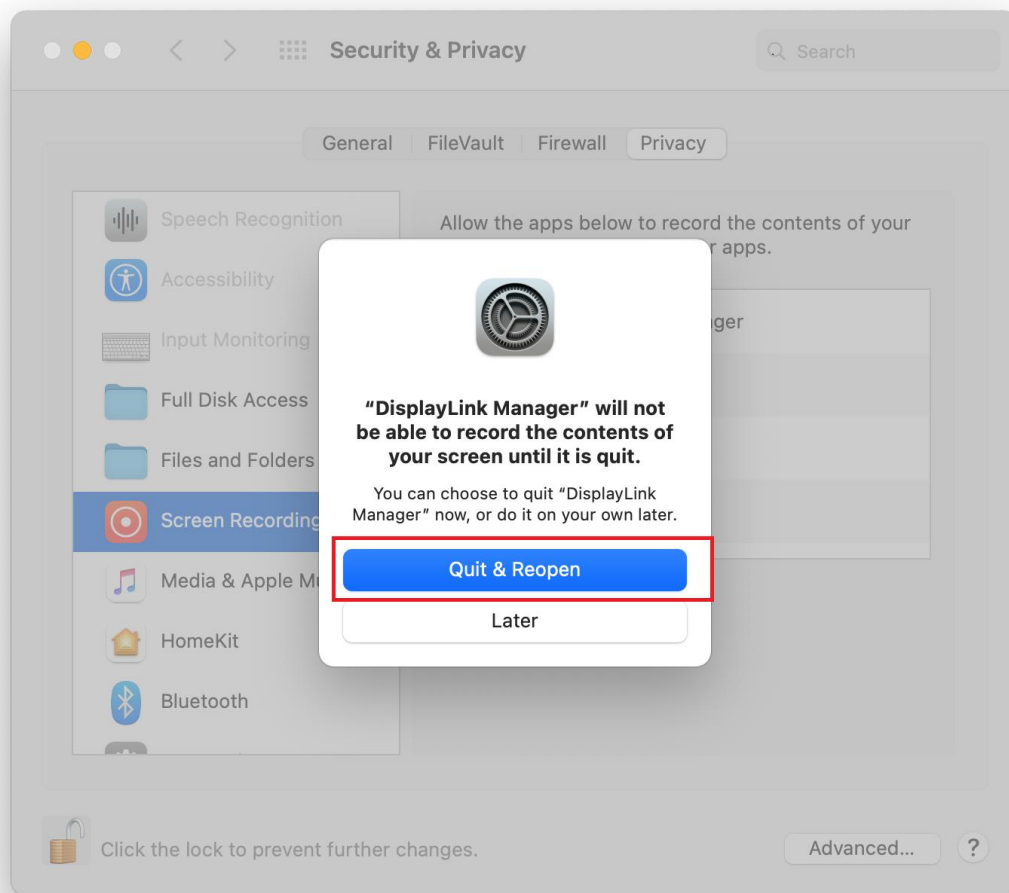 Security & Privacy
Search
General
FileVault
Firewall
Privacy
Speech Recognition
Accessibility
Input Monitoring
Full Disk Access
Files and Folders
Screen Recording
Media & Apple
HomeKit
Bluetooth
Allow the apps below to record the contents of your
apps.
“DisplayLink Manager” will not
be able to record the contents of
your screen until it is quit.
You can choose to quit “DisplayLink
Manager” now, or do it on your own later.
Quit & Reopen
Later
Click the lock to prevent further changes.
Advanced...
?